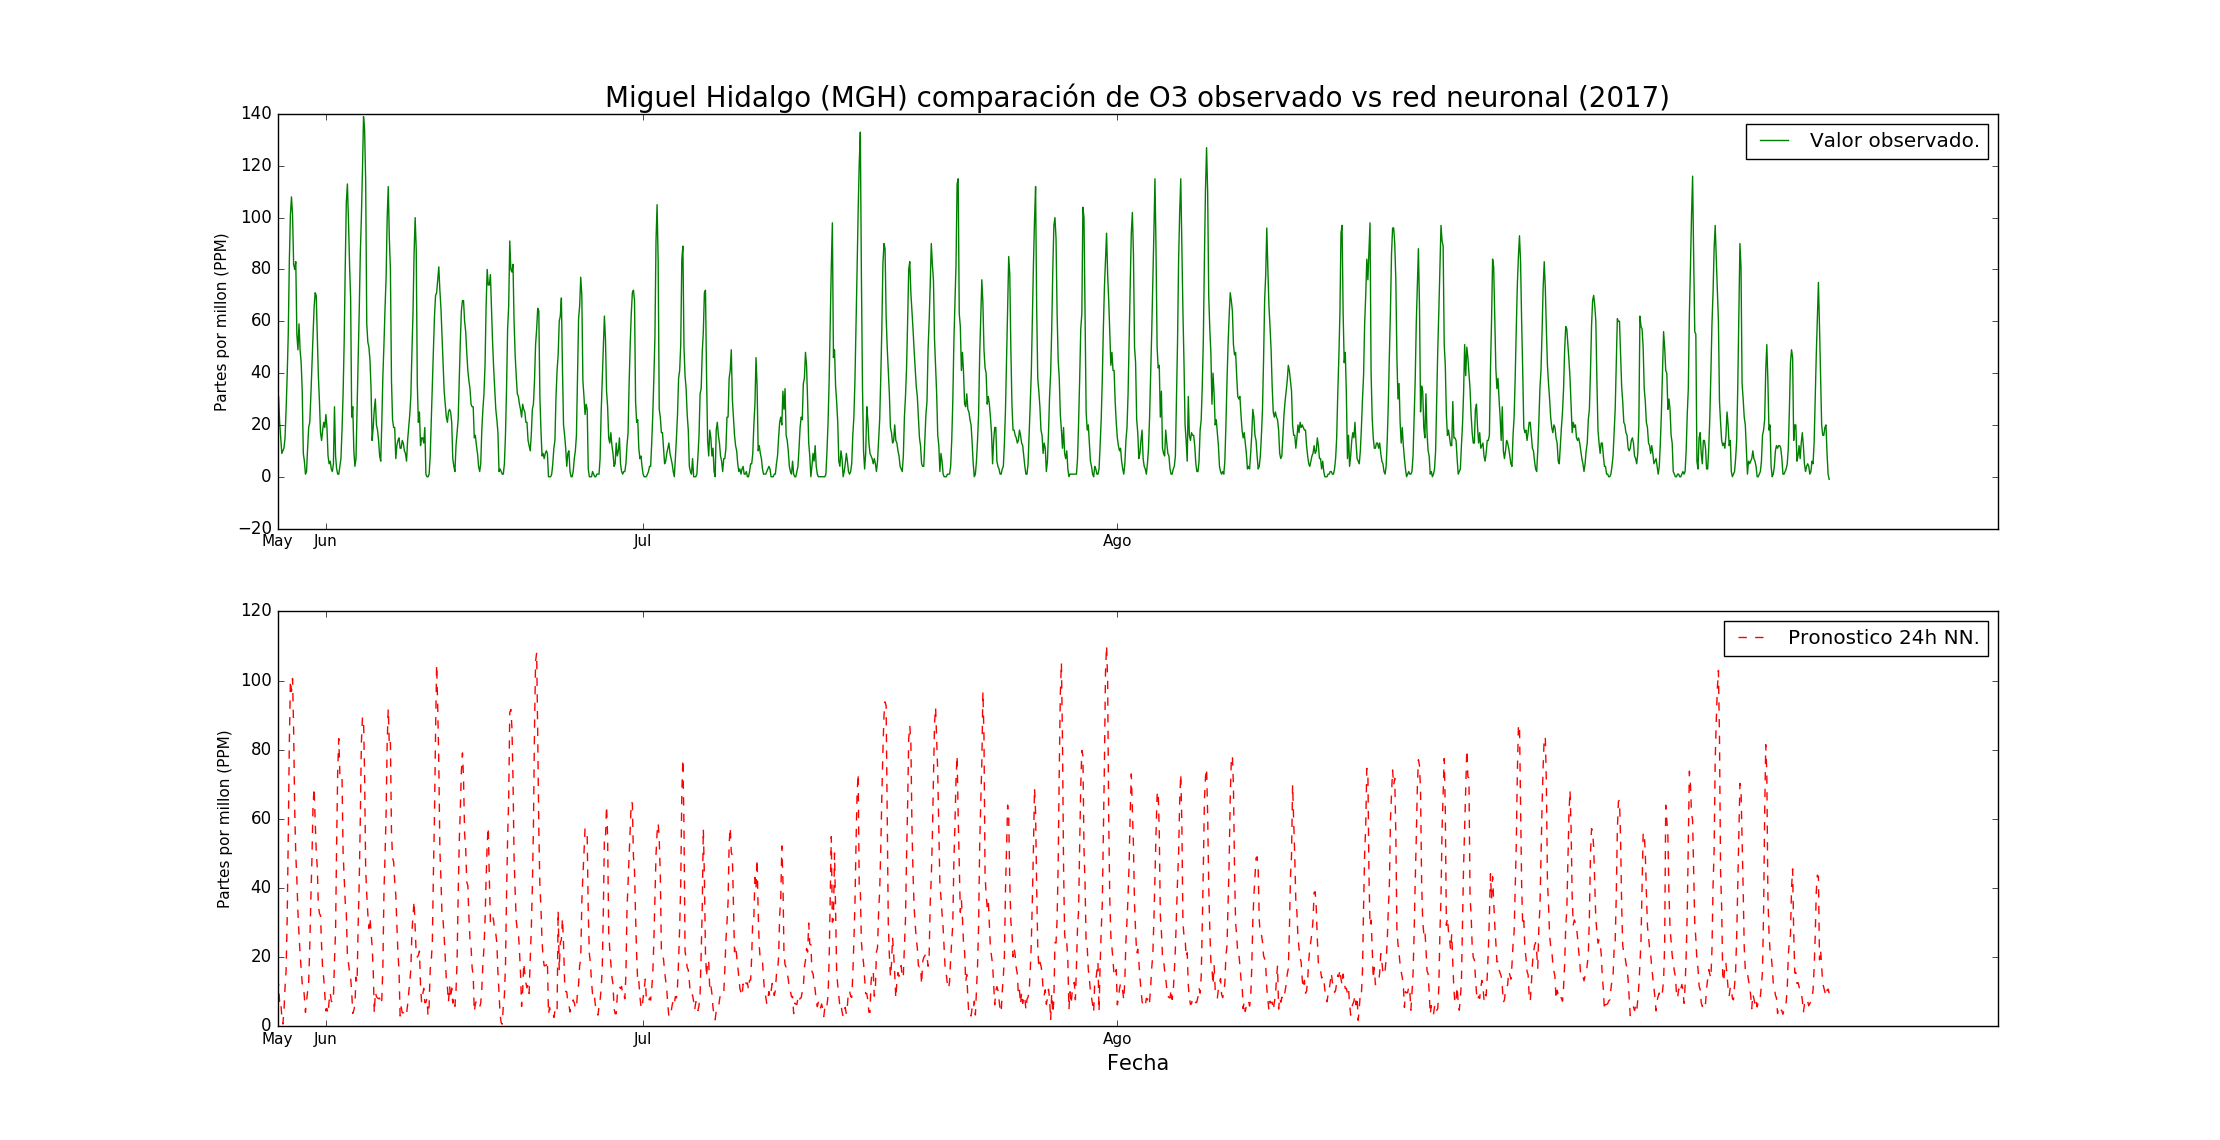 Miguel Hidalgo (MGH) comparación de O3 observado vs red neuronal (2017)
140
120
100
80
60
40
20
0
−20
Partes por millon (PPM)
Valor observado.
May Jun Jul Ago
120
100
80
60
40
20
0
Partes por millon (PPM)
Pronostico 24h NN.
May Jun Jul Ago
Fecha